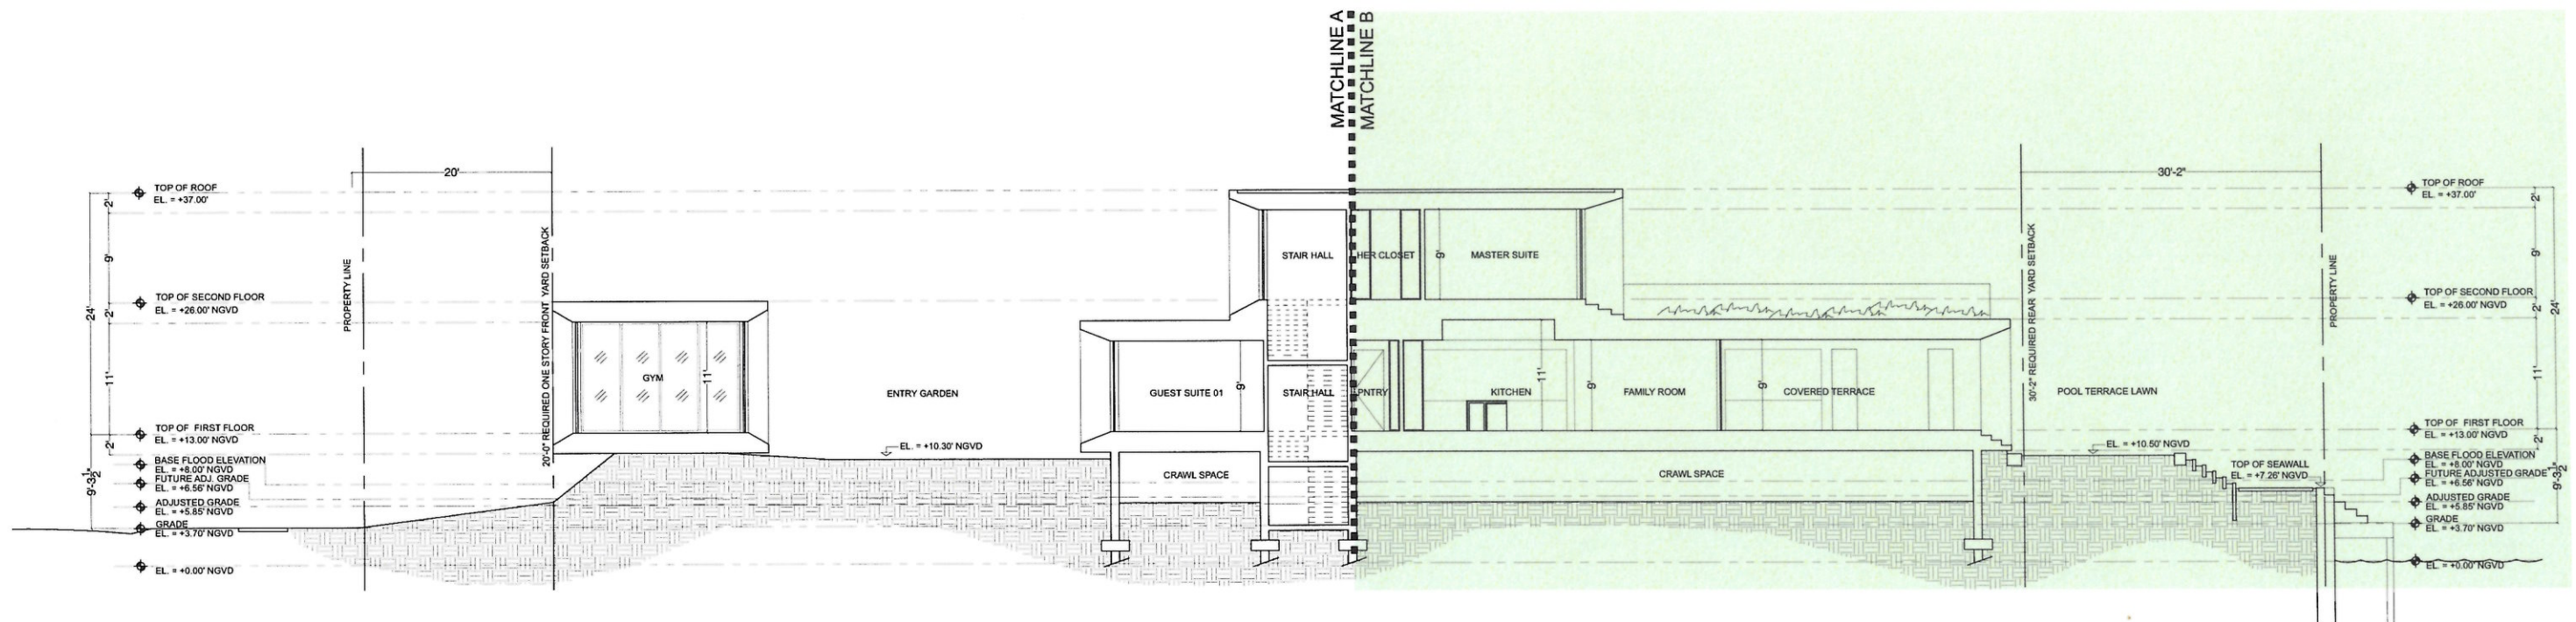 MATCHLINE A
MATCHLINE B
20'
30'-2"
TOP OF ROOF
EL. = +37.00'
2'
9'
24'
TOP OF SECOND FLOOR
EL. = +26.00' NGVD
2'
11'
TOP OF FIRST FLOOR
EL. = +13.00' NGVD
2'
BASE FLOOD ELEVATION
EL. = +8.00' NGVD
FUTURE ADJ. GRADE
EL. = +6.56' NGVD
9'-3 1/2"
ADJUSTED GRADE
EL. = +5.85' NGVD
GRADE
EL. = +3.70' NGVD
EL. = +0.00' NGVD
PROPERTY LINE
20'-0" REQUIRED ONE STORY FRONT YARD SETBACK
GYM
11'
ENTRY GARDEN
EL. = +10.30' NGVD
GUEST SUITE 01
9'
CRAWL SPACE
STAIR HALL
STAIR HALL
HER CLOSET
9'
MASTER SUITE
PNTRY
KITCHEN
11'
9'
FAMILY ROOM
9'
COVERED TERRACE
CRAWL SPACE
30'-2" REQUIRED REAR YARD SETBACK
POOL TERRACE LAWN
EL. = +10.50' NGVD
TOP OF SEAWALL
EL. = +7.26' NGVD
PROPERTY LINE
TOP OF ROOF
EL. = +37.00'
2'
9'
TOP OF SECOND FLOOR
EL. = +26.00' NGVD
2'
24'
11'
TOP OF FIRST FLOOR
EL. = +13.00' NGVD
2'
BASE FLOOD ELEVATION
EL. = +8.00' NGVD
FUTURE ADJUSTED GRADE
EL. = +6.56' NGVD
9'-3 1/2"
ADJUSTED GRADE
EL. = +5.85' NGVD
GRADE
EL. = +3.70' NGVD
EL. = +0.00' NGVD